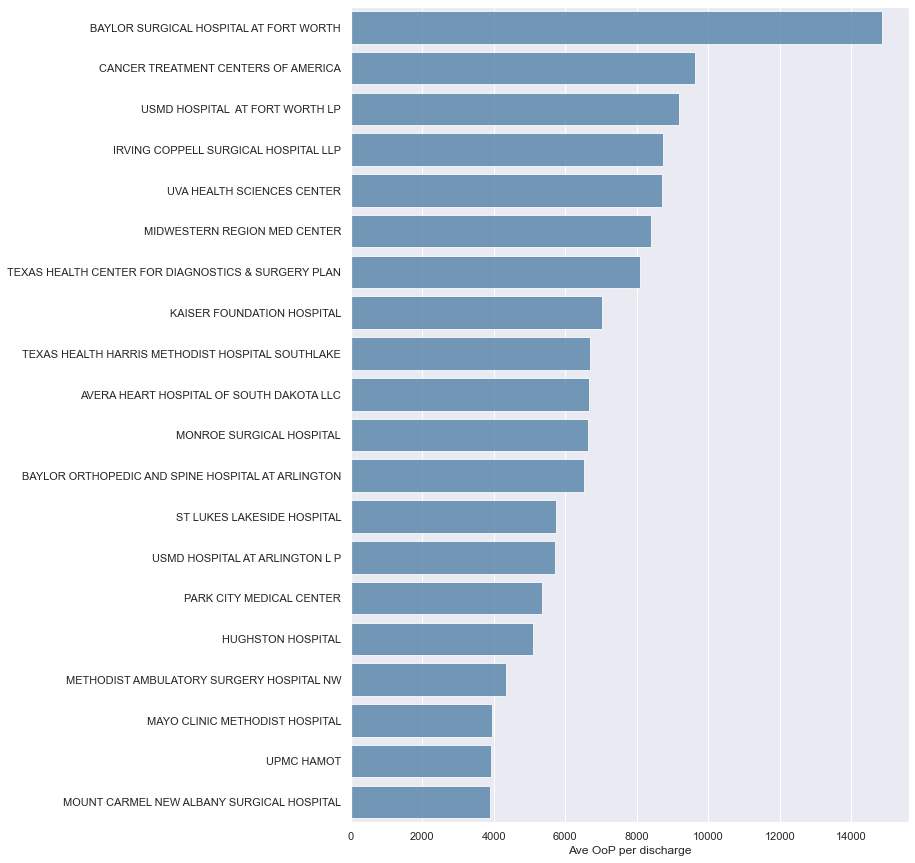 BAYLOR SURGICAL HOSPITAL AT FORT WORTH
CANCER TREATMENT CENTERS OF AMERICA
USMD HOSPITAL  AT FORT WORTH LP
IRVING COPPELL SURGICAL HOSPITAL LLP
UVA HEALTH SCIENCES CENTER
MIDWESTERN REGION MED CENTER
TEXAS HEALTH CENTER FOR DIAGNOSTICS & SURGERY PLAN
KAISER FOUNDATION HOSPITAL
TEXAS HEALTH HARRIS METHODIST HOSPITAL SOUTHLAKE
AVERA HEART HOSPITAL OF SOUTH DAKOTA LLC
MONROE SURGICAL HOSPITAL
BAYLOR ORTHOPEDIC AND SPINE HOSPITAL AT ARLINGTON
ST LUKES LAKESIDE HOSPITAL
USMD HOSPITAL AT ARLINGTON L P
PARK CITY MEDICAL CENTER
HUGHSTON HOSPITAL
METHODIST AMBULATORY SURGERY HOSPITAL NW
MAYO CLINIC METHODIST HOSPITAL
UPMC HAMOT
MOUNT CARMEL NEW ALBANY SURGICAL HOSPITAL
0 2000 4000 6000 8000 10000 12000 14000
Ave OoP per discharge